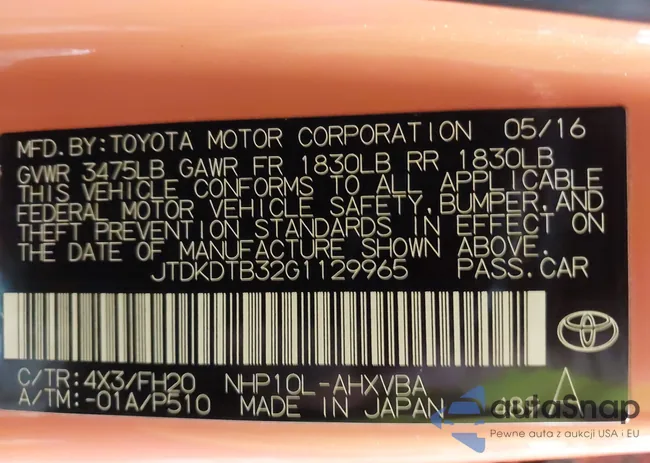 MFD.BY:TOYOTA MOTOR CORPORATION 05/16
GVWR 3475LB GAWR FR 1830LB RR 1830LB
THIS VEHICLE CONFORMS TO ALL APPLICABLE
FEDERAL MOTOR VEHICLE SAFETY, BUMPER, AND
THEFT PREVENTION STANDARDS IN EFFECT ON
THE DATE OF MANUFACTURE SHOWN ABOVE.
JTDKDTB32G1129965 PASS.CAR
C/TR:4X3/FH20 NHP10L-AHXVBA A
A/TM:-01A/P510 MADE IN JAPAN
autoSnap
Pewne auta z aukcji USA i EU